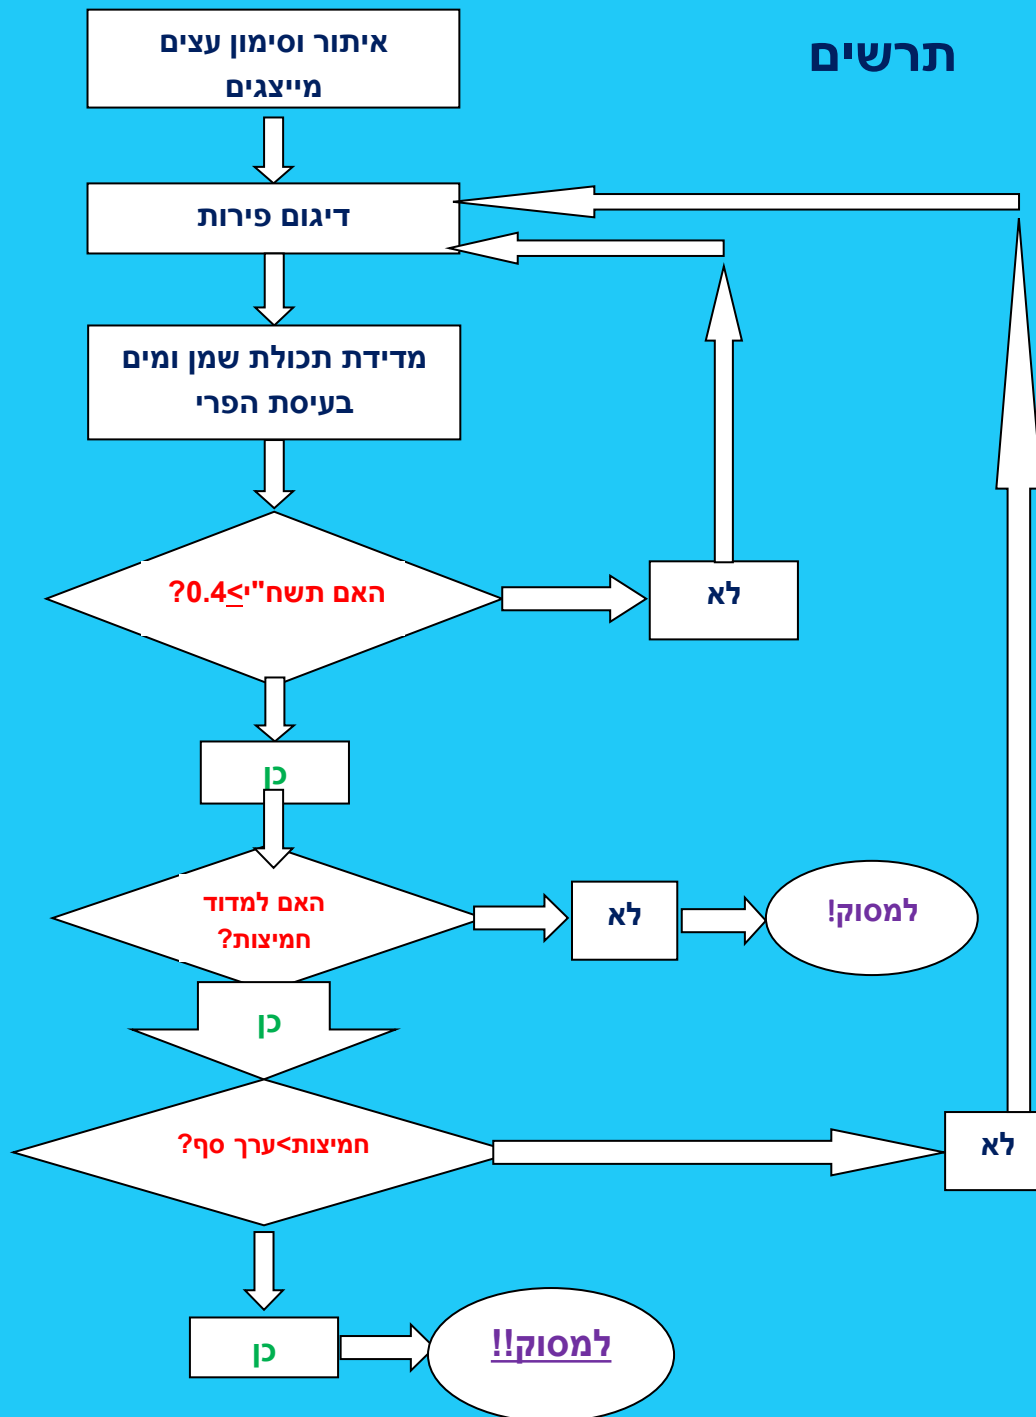 תרשים
איתור וסימון עצים
מייצגים
דיגום פירות
מדידת תכולת שמן ומים
בעיסת הפרי
האם תשח"י>0.4?
לא
כן
האם למדוד
חמיצות?
לא
למסוק!
כן
חמיצות>ערך סף?
לא
כן
למסוק!!